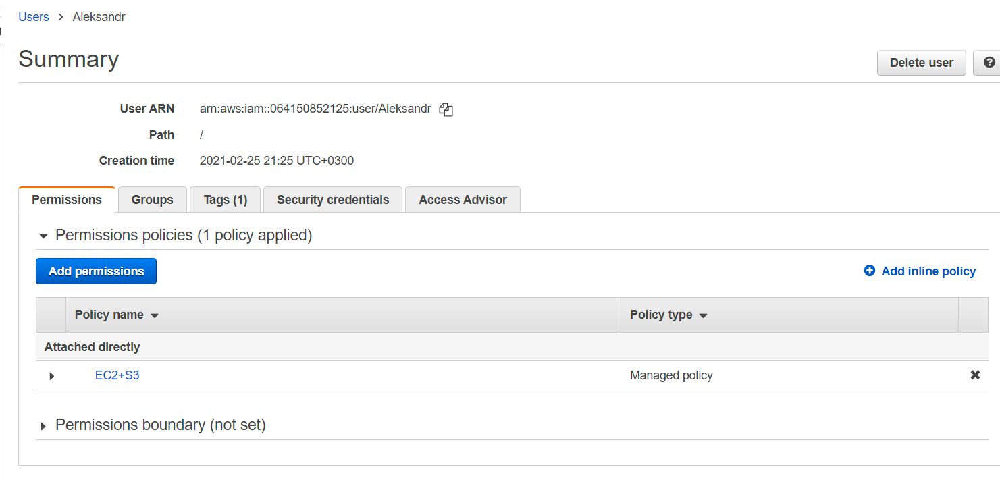 Users > Aleksandr
Summary
Delete user
User ARN arn:aws:iam::064150852125:user/Aleksandr
Path /
Creation time 2021-02-25 21:25 UTC+0300
Permissions Groups Tags (1) Security credentials Access Advisor
Permissions policies (1 policy applied)
Add permissions Add inline policy
Policy name Policy type
Attached directly
EC2+S3 Managed policy
Permissions boundary (not set)